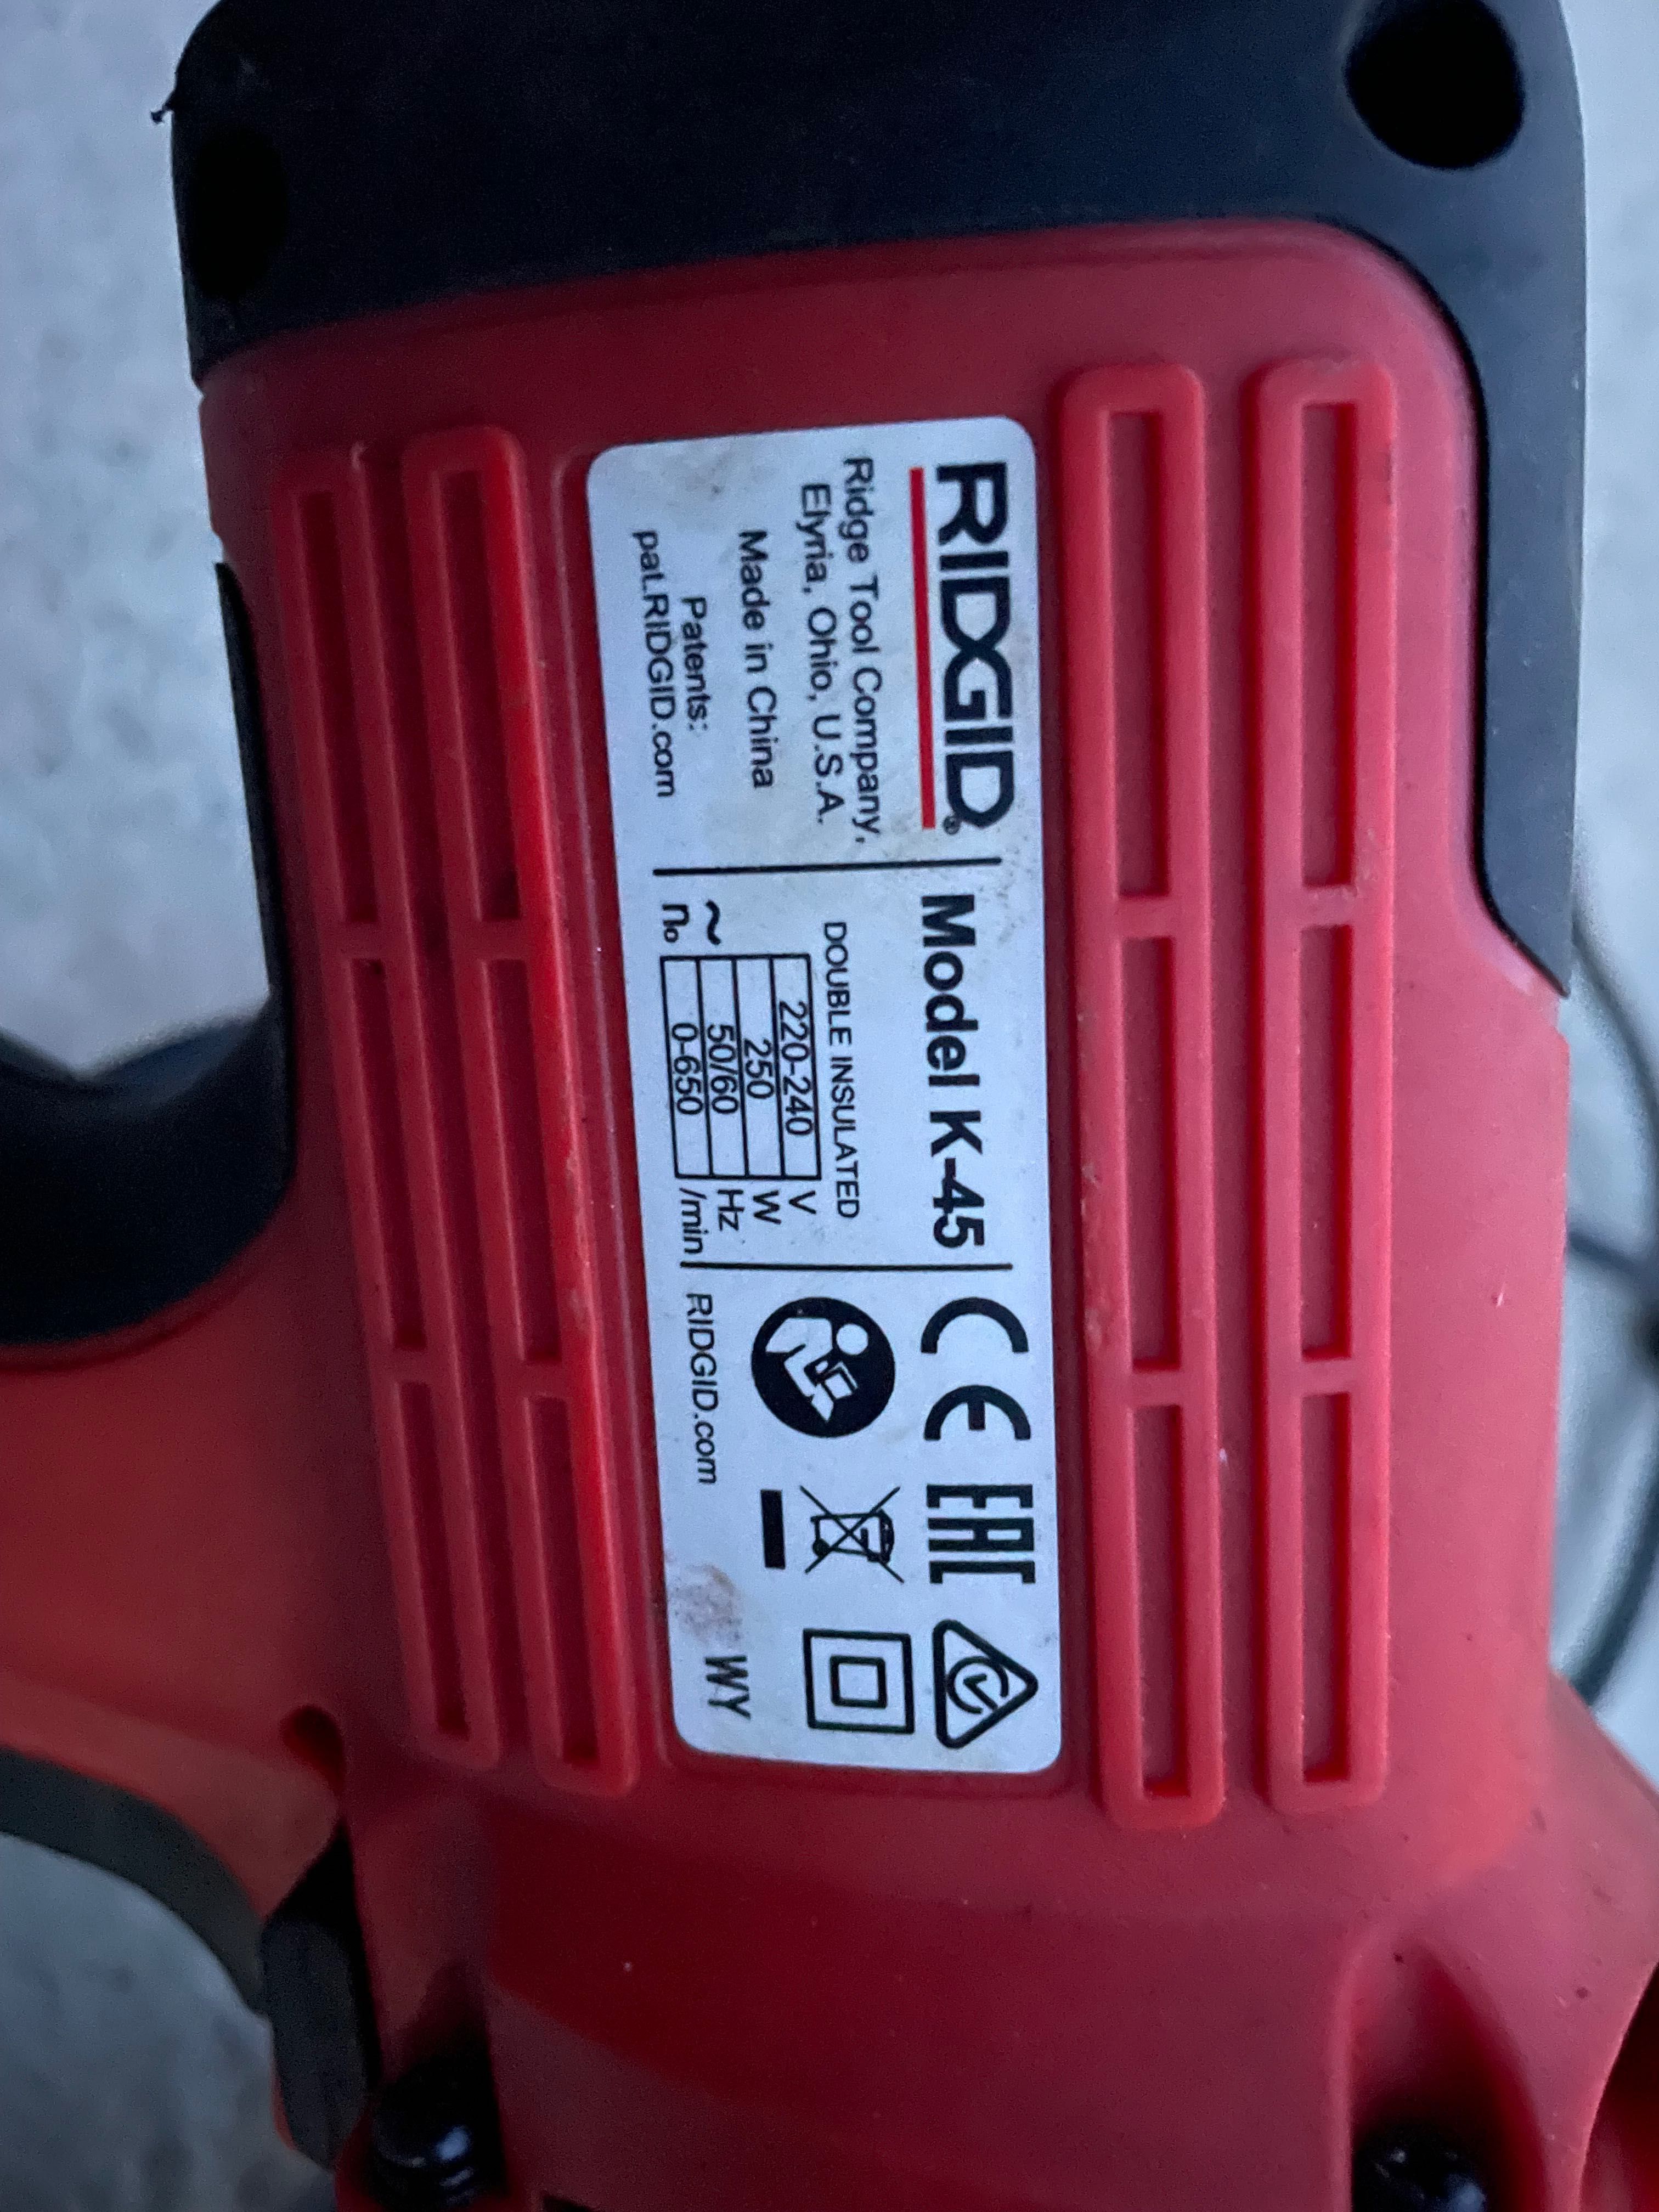 RIDGID®
Ridge Tool Company,
Elyria, Ohio, U.S.A.
Made in China
Patents:
pat.RIDGID.com
Model K-45
DOUBLE INSULATED
220-240 V
250 W
~ 50/60 Hz
n₀ 0-650 /min
CE EAC
RIDGID.com
WY